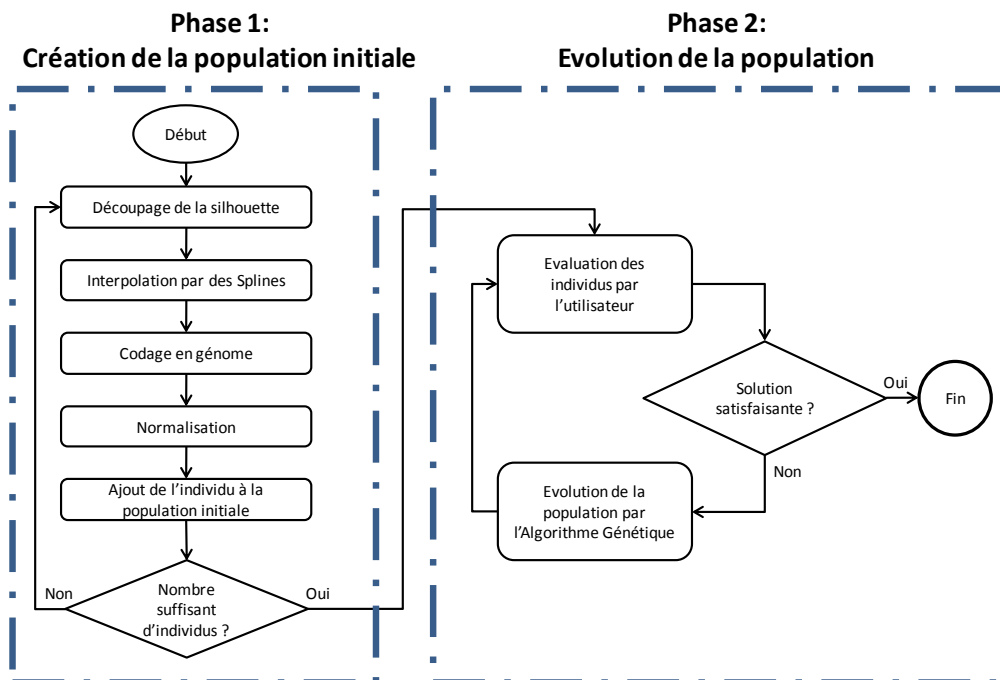 Phase 1:
Création de la population initiale
Début
Découpage de la silhouette
Interpolation par des Splines
Codage en génome
Normalisation
Ajout de l'individu à la
population initiale
Nombre
suffisant
d'individus ?
Non
Oui
Phase 2:
Evolution de la population
Evaluation des
individus par
l'utilisateur
Solution
satisfaisante ?
Oui
Fin
Non
Evolution de la
population par
l'Algorithme Génétique